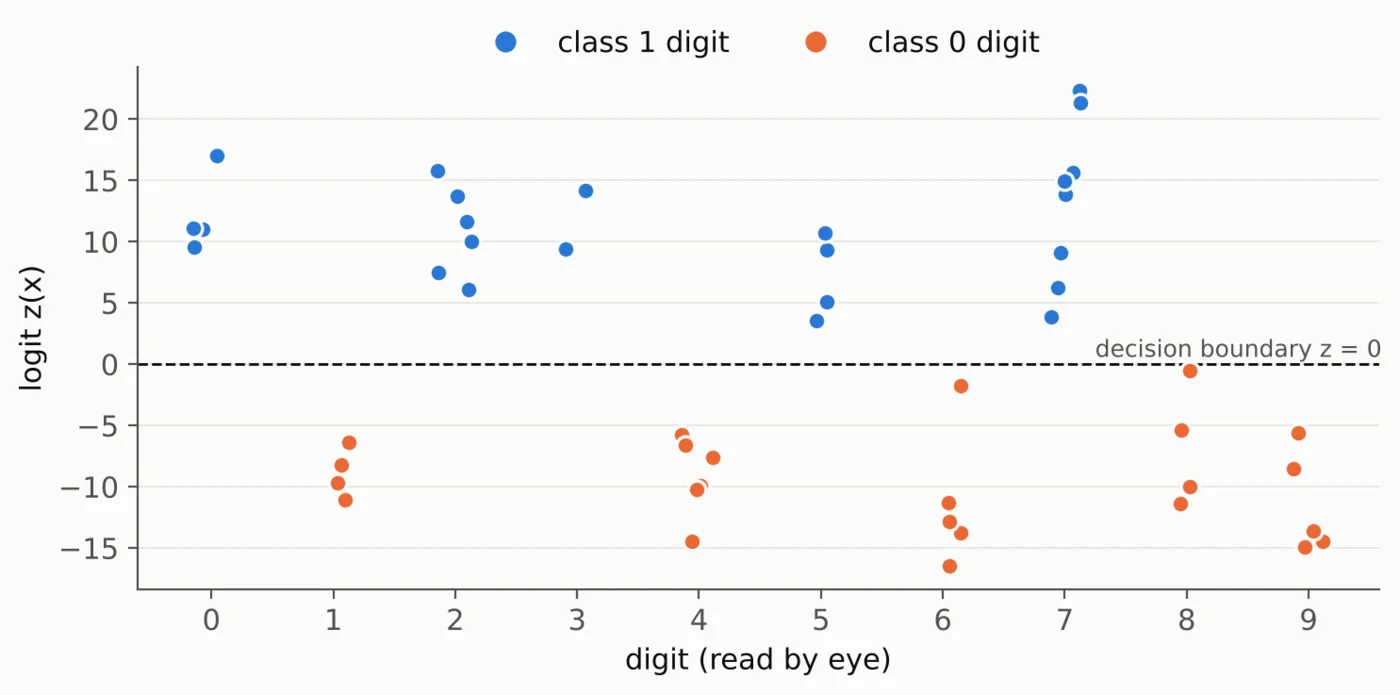 class 1 digit class 0 digit
20
15
10
5
0
−5
−10
−15
logit z(x)
decision boundary z = 0
0 1 2 3 4 5 6 7 8 9
digit (read by eye)